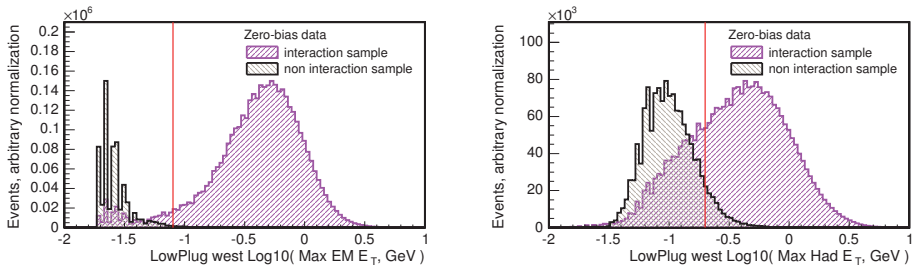 ×10⁶
Events, arbitrary normalization
0.2
0.18
0.16
0.14
0.12
0.1
0.08
0.06
0.04
0.02
0
Zero-bias data
interaction sample
non interaction sample
-2 -1.5 -1 -0.5 0 0.5 1
LowPlug west Log10( Max EM E_T, GeV )
×10³
Events, arbitrary normalization
100
80
60
40
20
0
Zero-bias data
interaction sample
non interaction sample
-2 -1.5 -1 -0.5 0 0.5 1
LowPlug west Log10( Max Had E_T, GeV )